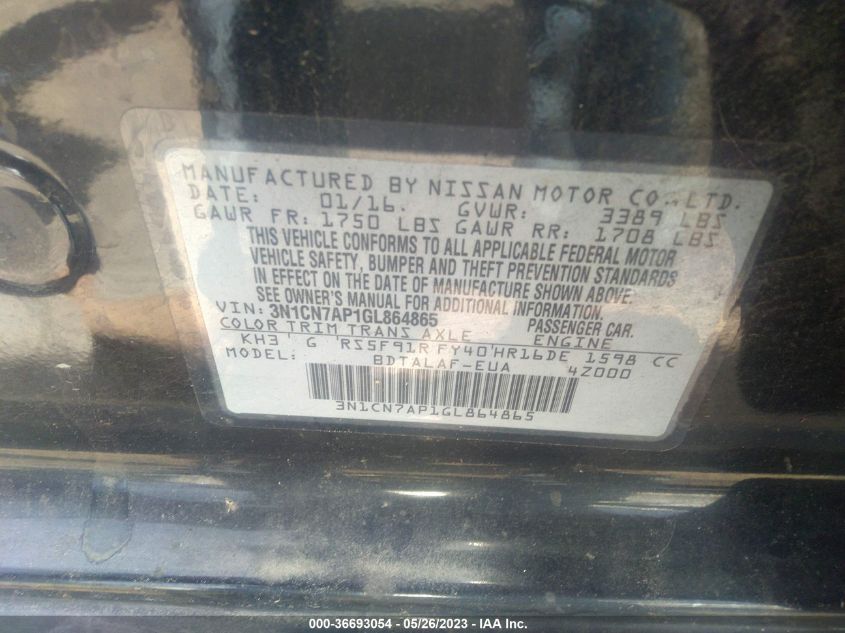 MANUFACTURED BY NISSAN MOTOR CO., LTD.
DATE: 01/16. GVWR: 3389 LBS
GAWR FR: 1750 LBS GAWR RR: 1708 LBS
THIS VEHICLE CONFORMS TO ALL APPLICABLE FEDERAL MOTOR
VEHICLE SAFETY, BUMPER AND THEFT PREVENTION STANDARDS
IN EFFECT ON THE DATE OF MANUFACTURE SHOWN ABOVE.
SEE OWNER'S MANUAL FOR ADDITIONAL INFORMATION.
VIN: 3N1CN7AP1GL864865 PASSENGER CAR.
COLOR TRIM TRANS AXLE ENGINE
KH3 G RS5F91R FY40 HR16DE 1598 CC
MODEL: BDTALAF-EUA 4Z000
3N1CN7AP1GL864865
000-36693054 - 05/26/2023 - IAA, Inc.